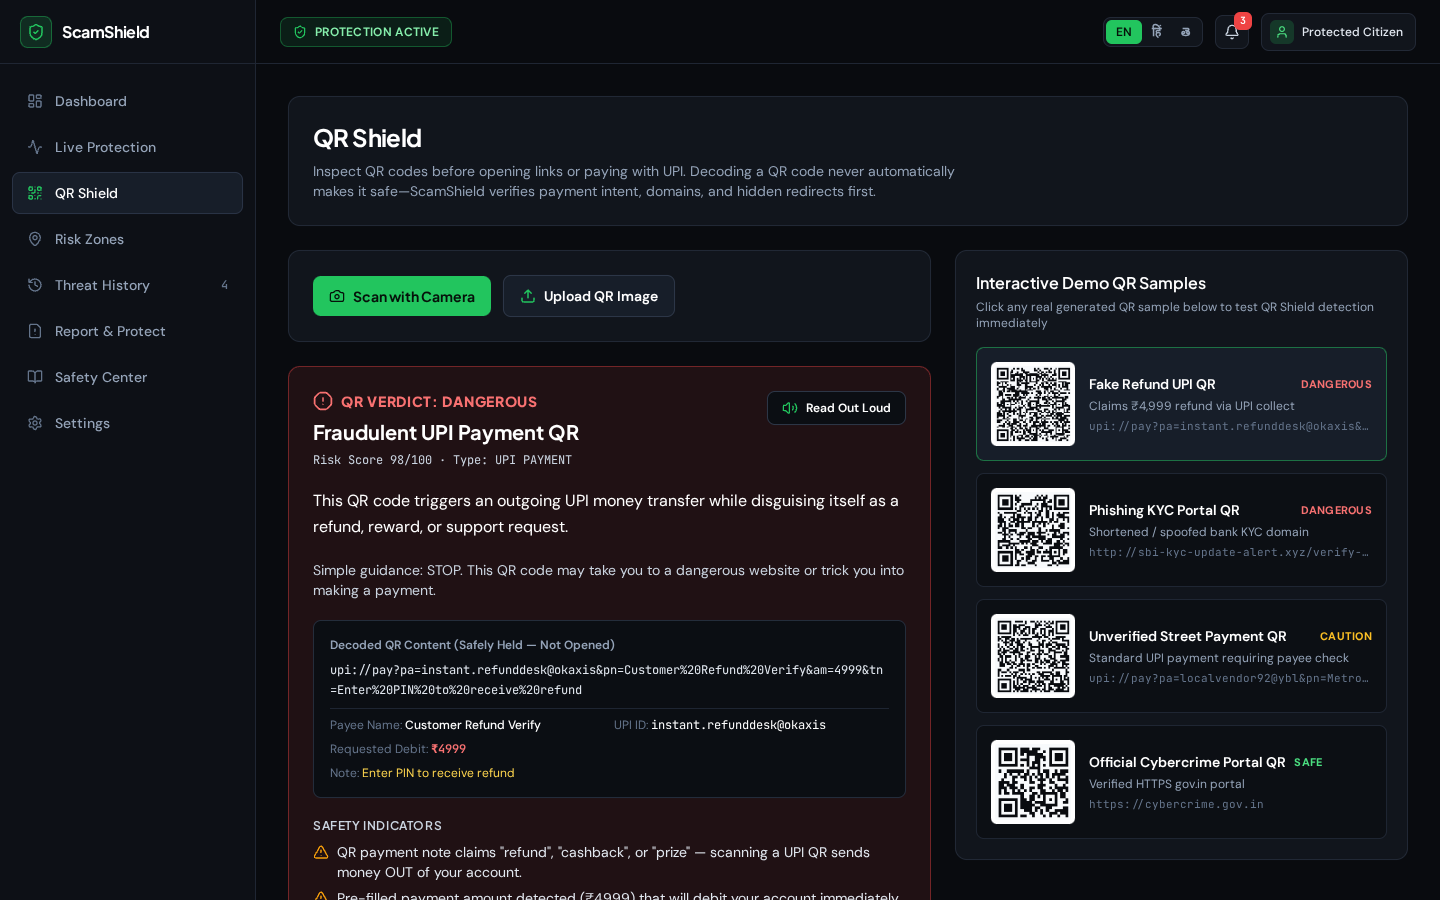 ScamShield
PROTECTION ACTIVE
EN
हि
తె
3
Protected Citizen
Dashboard
Live Protection
QR Shield
Risk Zones
Threat History
4
Report & Protect
Safety Center
Settings
QR Shield
Inspect QR codes before opening links or paying with UPI. Decoding a QR code never automatically
makes it safe—ScamShield verifies payment intent, domains, and hidden redirects first.
Scan with Camera
Upload QR Image
QR VERDICT: DANGEROUS
Read Out Loud
Fraudulent UPI Payment QR
Risk Score 98/100 · Type: UPI PAYMENT
This QR code triggers an outgoing UPI money transfer while disguising itself as a
refund, reward, or support request.
Simple guidance: STOP. This QR code may take you to a dangerous website or trick you into
making a payment.
Decoded QR Content (Safely Held — Not Opened)
upi://pay?pa=instant.refunddesk@okaxis&pn=Customer%20Refund%20Verify&am=4999&tn
=Enter%20PIN%20to%20receive%20refund
Payee Name: Customer Refund Verify
UPI ID: instant.refunddesk@okaxis
Requested Debit: ₹4999
Note: Enter PIN to receive refund
SAFETY INDICATORS
QR payment note claims "refund", "cashback", or "prize" — scanning a UPI QR sends
money OUT of your account.
Pre-filled payment amount detected (₹4999) that will debit your account immediately
Interactive Demo QR Samples
Click any real generated QR sample below to test QR Shield detection
immediately
Fake Refund UPI QR
DANGEROUS
Claims ₹4,999 refund via UPI collect
upi://pay?pa=instant.refunddesk@okaxis&…
Phishing KYC Portal QR
DANGEROUS
Shortened / spoofed bank KYC domain
http://sbi-kyc-update-alert.xyz/verify-…
Unverified Street Payment QR
CAUTION
Standard UPI payment requiring payee check
upi://pay?pa=localvendor92@ybl&pn=Metro…
Official Cybercrime Portal QR
SAFE
Verified HTTPS gov.in portal
https://cybercrime.gov.in